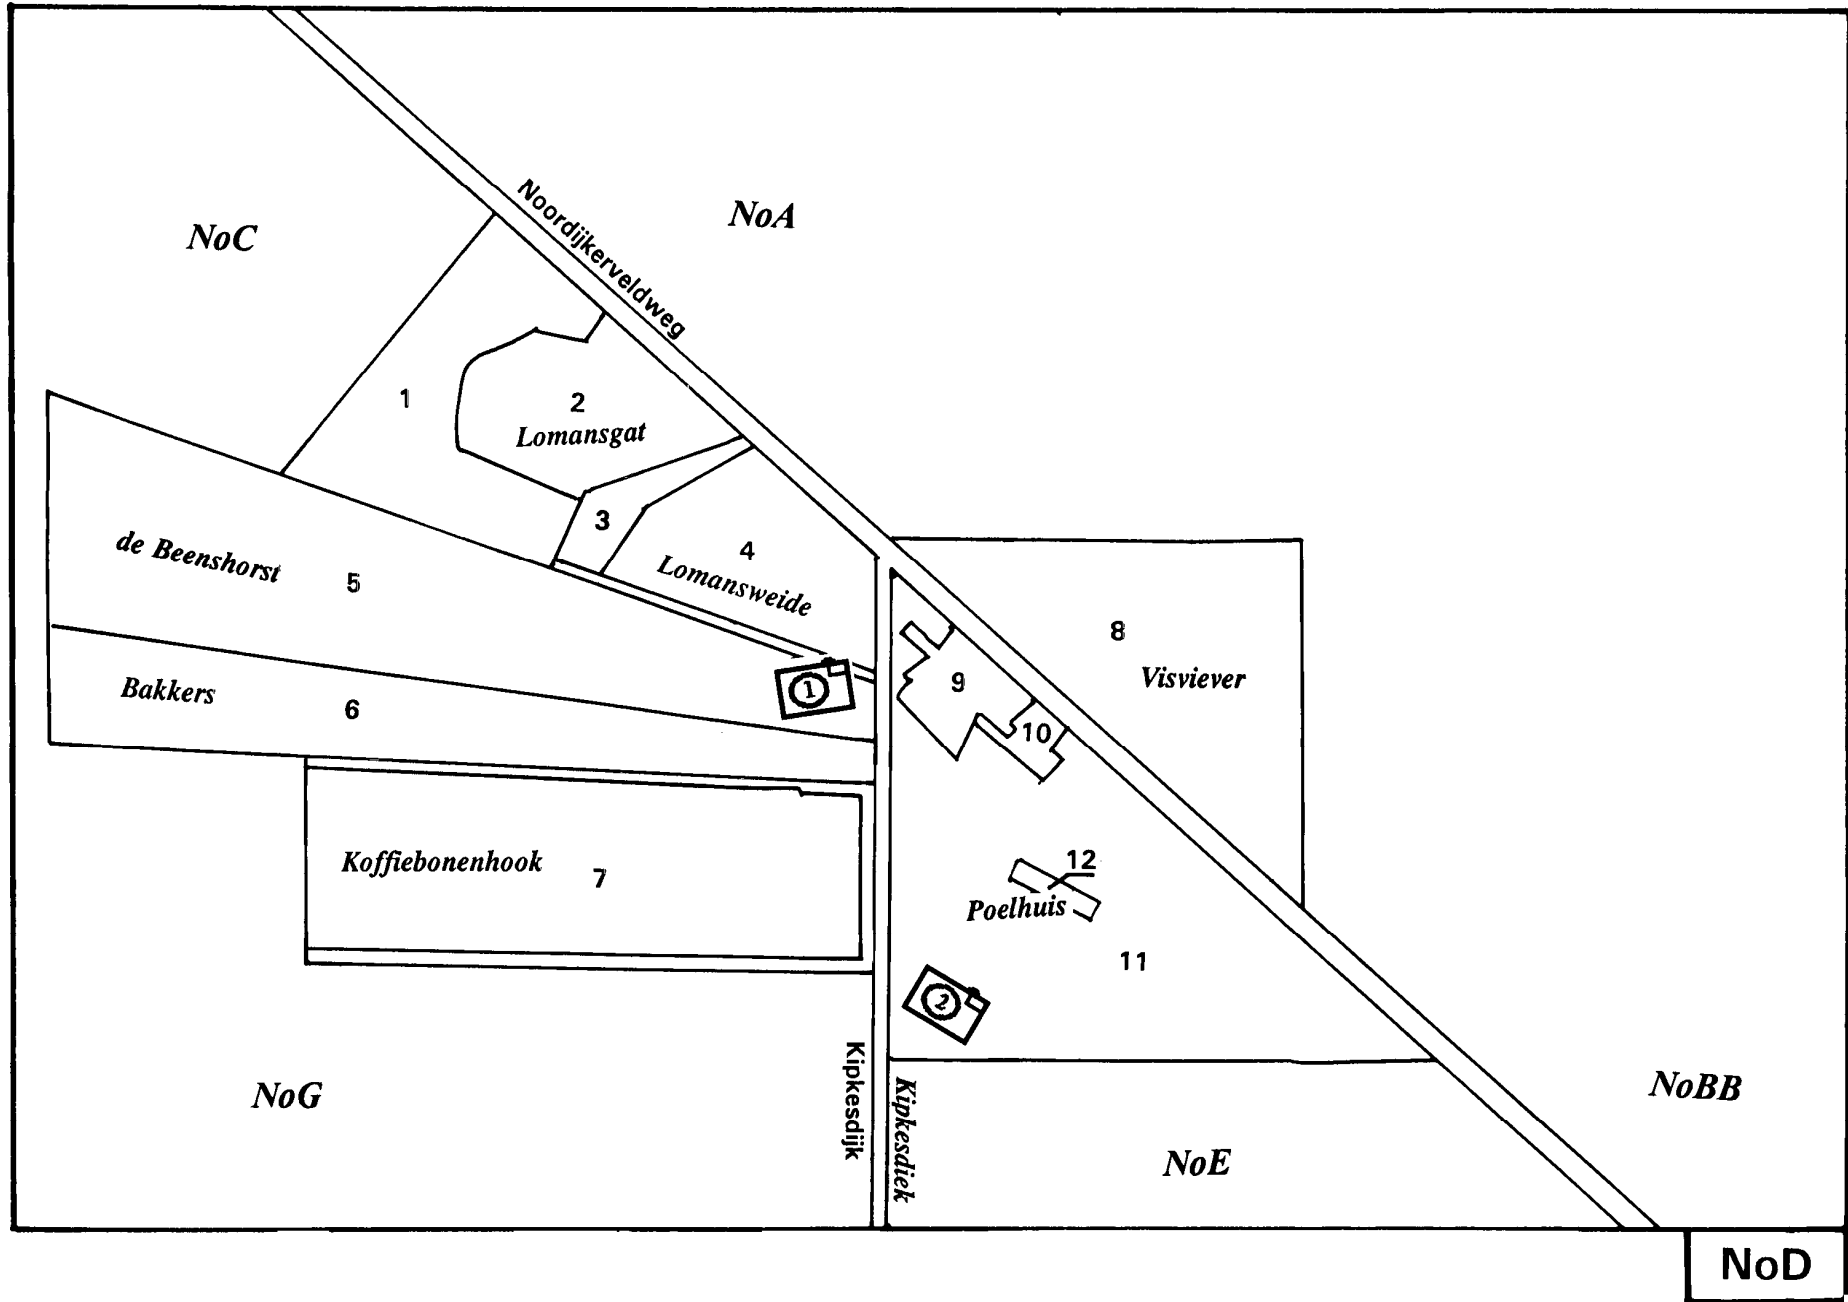 NoA
NoC
Noordijkerveldweg
1
2
Lomansgat
3
4
Lomansweide
de Beenshorst 5
8
Visviever
9
10
Bakkers 6
1
12
Koffiebonenhook 7
Poelhuis
11
2
Kipkesdijk
Kipkesdiek
NoG
NoBB
NoE
NoD